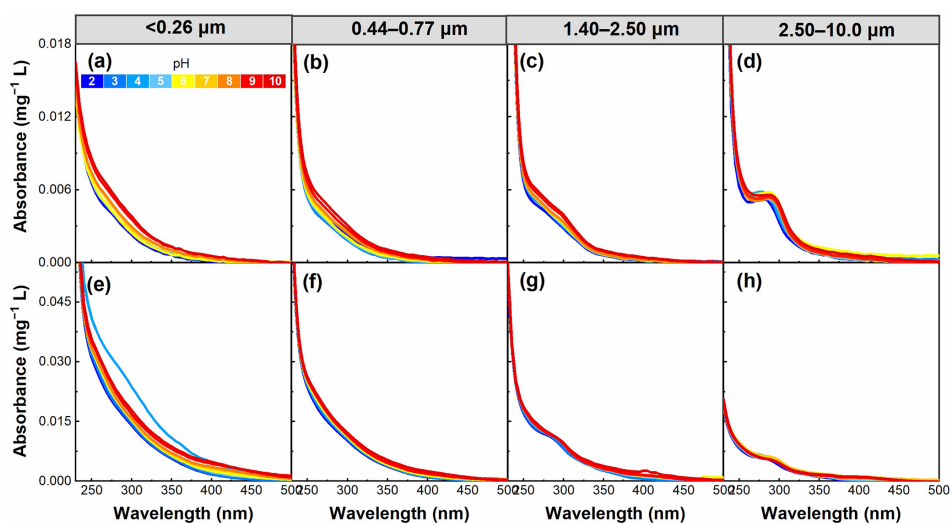 <0.26 µm 0.44–0.77 µm 1.40–2.50 µm 2.50–10.0 µm
0.018
(a) (b) (c) (d)
pH
2 3 4 5 6 7 8 9 10
0.012
0.006
0.000
Absorbance (mg⁻¹ L)
(e) (f) (g) (h)
0.045
0.030
0.015
0.000
Absorbance (mg⁻¹ L)
250 300 350 400 450 500 250 300 350 400 450 500 250 300 350 400 450 500 250 300 350 400 450 500
Wavelength (nm) Wavelength (nm) Wavelength (nm) Wavelength (nm)